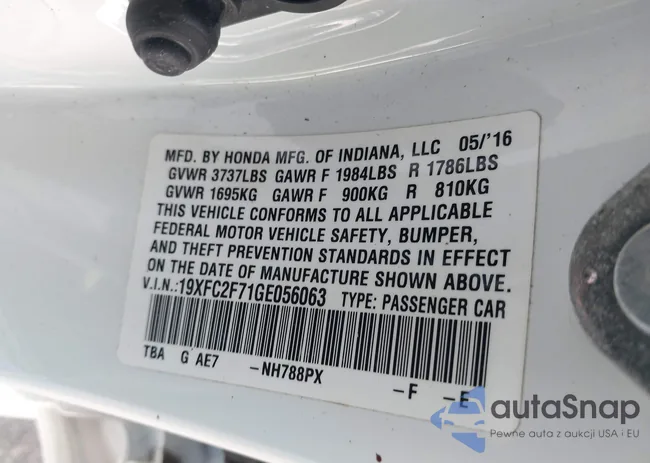 MFD. BY HONDA MFG. OF INDIANA, LLC 05/'16
GVWR 3737LBS GAWR F 1984LBS R 1786LBS
GVWR 1695KG GAWR F 900KG R 810KG
THIS VEHICLE CONFORMS TO ALL APPLICABLE
FEDERAL MOTOR VEHICLE SAFETY, BUMPER,
AND THEFT PREVENTION STANDARDS IN EFFECT
ON THE DATE OF MANUFACTURE SHOWN ABOVE.
V.I.N.:19XFC2F71GE056063 TYPE: PASSENGER CAR
TBA G AE7 -NH788PX -F -E
autaSnap
Pewne auta z aukcji USA i EU